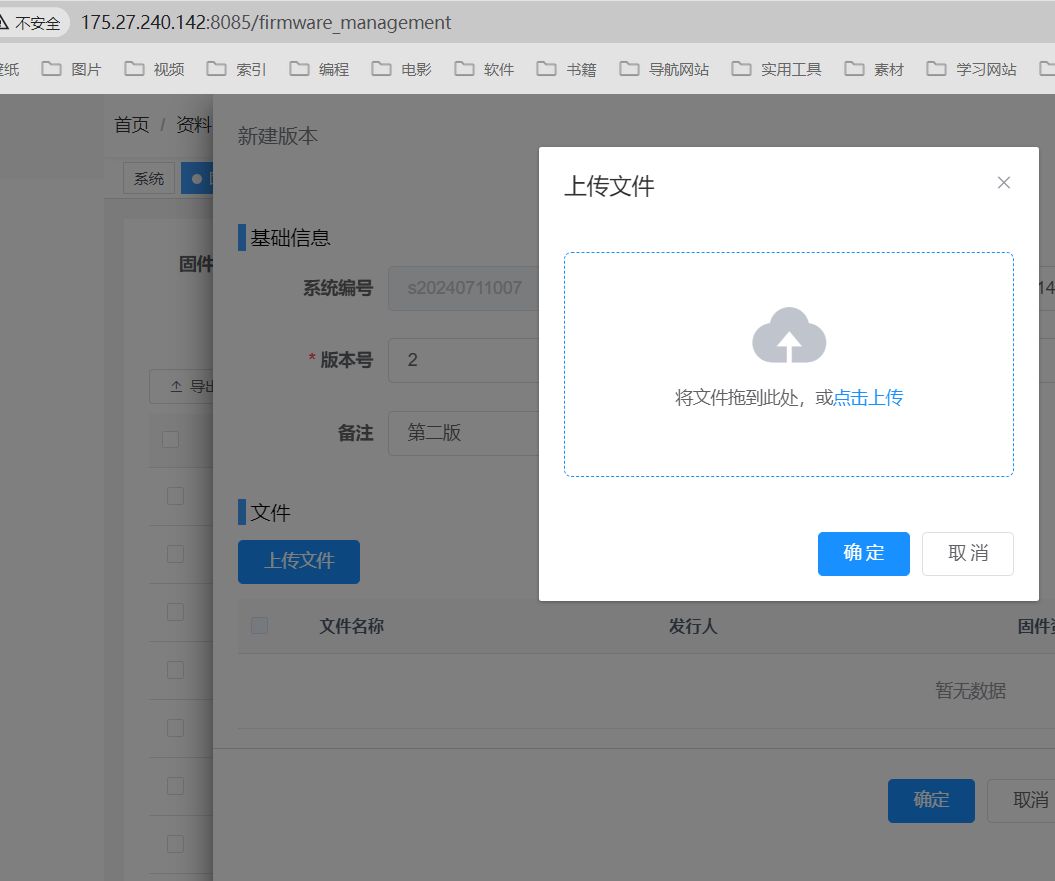 不安全 175.27.240.142:8085/firmware_management
图片 视频 索引 编程 电影 软件 书籍 导航网站 实用工具 素材 学习网站
首页 / 资料
系统
新建版本
上传文件
基础信息
固件
系统编号 s20240711007
14
* 版本号 2
导出
将文件拖到此处，或点击上传
备注 第二版
文件
上传文件
确定 取消
文件名称 发行人 固件
暂无数据
确定 取消